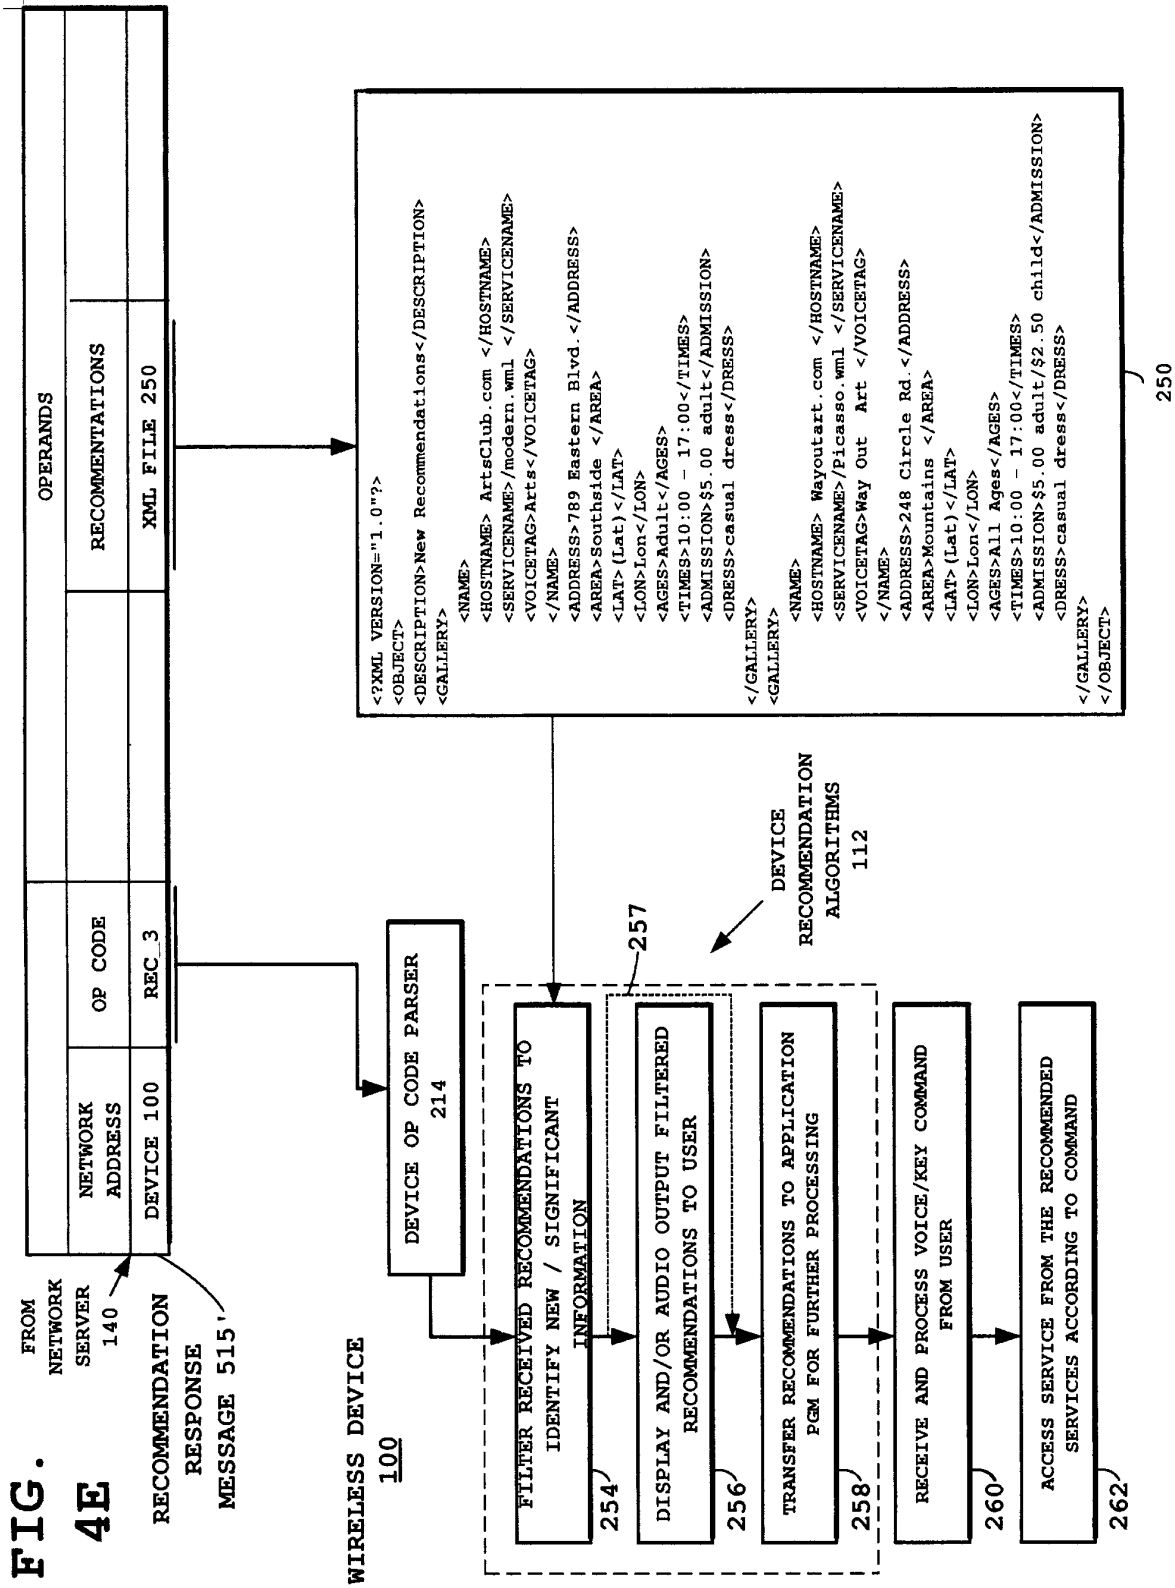 FIG.
4E
FROM
NETWORK
SERVER
140
RECOMMENDATION
RESPONSE
MESSAGE 515'
OPERANDS
NETWORK
ADDRESS
OP CODE
RECOMMENTATIONS
DEVICE 100
REC_3
XML FILE 250
WIRELESS DEVICE
100
DEVICE OP CODE PARSER
214
FILTER RECEIVED RECOMMENDATIONS TO
IDENTIFY NEW / SIGNIFICANT
INFORMATION
254
DISPLAY AND/OR AUDIO OUTPUT FILTERED
RECOMMENDATIONS TO USER
256
257
TRANSFER RECOMMENDATIONS TO APPLICATION
PGM FOR FURTHER PROCESSING
258
RECEIVE AND PROCESS VOICE/KEY COMMAND
FROM USER
260
ACCESS SERVICE FROM THE RECOMMENDED
SERVICES ACCORDING TO COMMAND
262
DEVICE
RECOMMENDATION
ALGORITHMS
112
<?XML VERSION="1.0"?>
<OBJECT>
<DESCRIPTION>New Recommendations</DESCRIPTION>
<GALLERY>
<NAME>
<HOSTNAME> ArtsClub.com </HOSTNAME>
<SERVICENAME>/modern.wml </SERVICENAME>
<VOICETAG>Arts</VOICETAG>
</NAME>
<ADDRESS>789 Eastern Blvd.</ADDRESS>
<AREA>Southside </AREA>
<LAT>(Lat)</LAT>
<LON>Lon</LON>
<AGES>Adult</AGES>
<TIMES>10:00 - 17:00</TIMES>
<ADMISSION>$5.00 adult</ADMISSION>
<DRESS>casual dress</DRESS>
</GALLERY>
<GALLERY>
<NAME>
<HOSTNAME> Wayoutart.com </HOSTNAME>
<SERVICENAME>/Picasso.wml </SERVICENAME>
<VOICETAG>Way Out Art </VOICETAG>
</NAME>
<ADDRESS>248 Circle Rd.</ADDRESS>
<AREA>Mountains </AREA>
<LAT>(Lat)</LAT>
<LON>Lon</LON>
<AGES>All Ages</AGES>
<TIMES>10:00 - 17:00</TIMES>
<ADMISSION>$5.00 adult/$2.50 child</ADMISSION>
<DRESS>casual dress</DRESS>
</GALLERY>
</OBJECT>
250